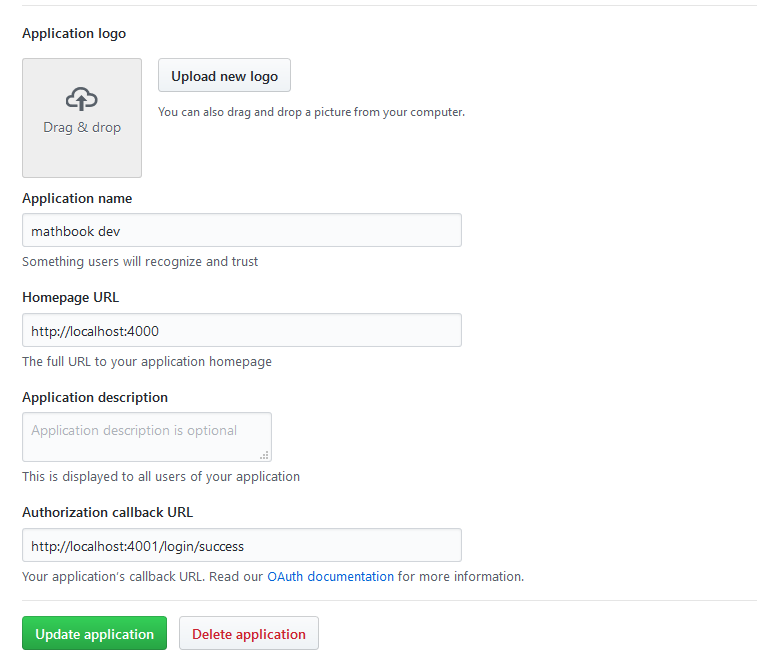 Application logo
Drag & drop
Upload new logo
You can also drag and drop a picture from your computer.
Application name
mathbook dev
Something users will recognize and trust
Homepage URL
http://localhost:4000
The full URL to your application homepage
Application description
Application description is optional
This is displayed to all users of your application
Authorization callback URL
http://localhost:4001/login/success
Your application's callback URL. Read our OAuth documentation for more information.
Update application
Delete application